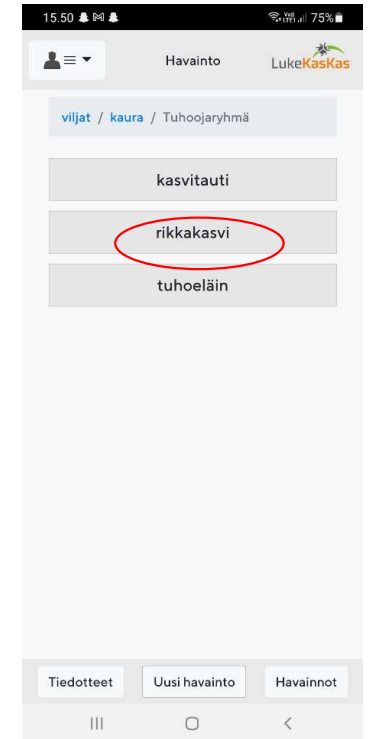 15.50 75%
Havainto LukeKasKas
viljat / kaura / Tuhoojaryhmä
kasvitauti
rikkakasvi
tuhoeläin
Tiedotteet Uusi havainto Havainnot